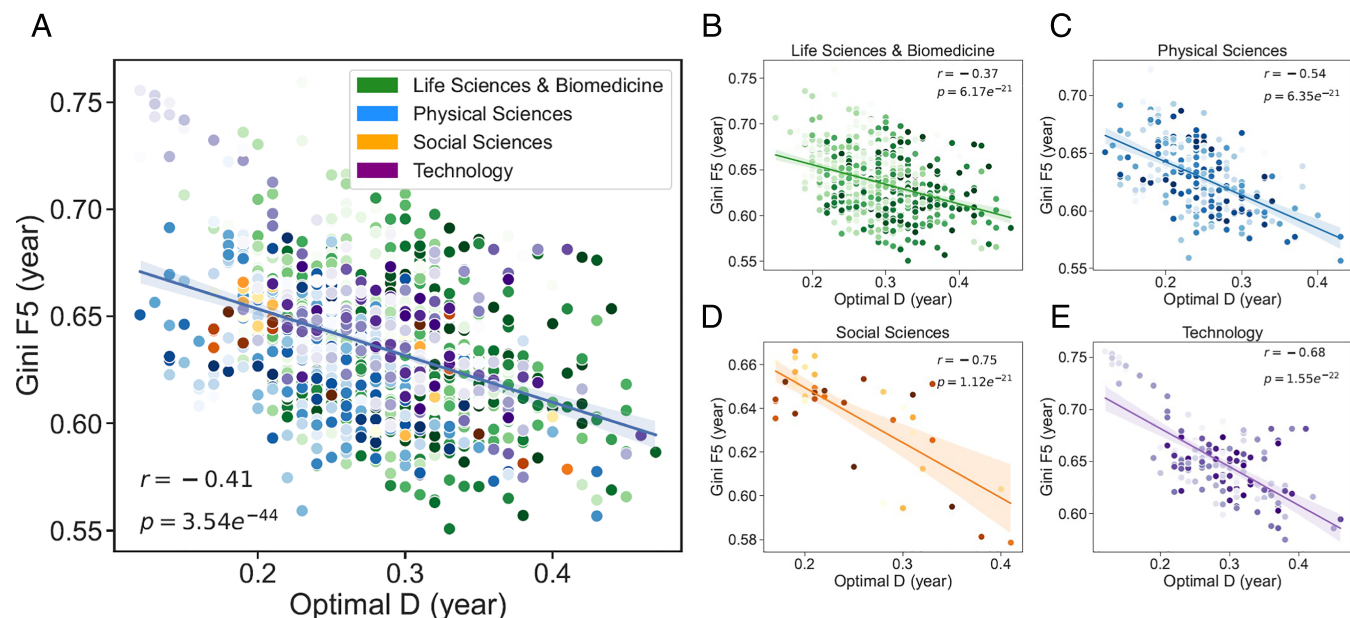 A
0.75
0.70
0.65
0.60
0.55
Gini F5 (year)
Life Sciences & Biomedicine
Physical Sciences
Social Sciences
Technology
r = −0.41
p = 3.54e−44
0.2
0.3
0.4
Optimal D (year)
B
Life Sciences & Biomedicine
r = −0.37
p = 6.17e−21
0.75
0.70
0.65
0.60
0.55
Gini F5 (year)
0.2
0.3
0.4
Optimal D (year)
C
Physical Sciences
r = −0.54
p = 6.35e−21
0.70
0.65
0.60
0.55
Gini F5 (year)
0.2
0.3
0.4
Optimal D (year)
D
Social Sciences
r = −0.75
p = 1.12e−21
0.66
0.64
0.62
0.60
0.58
Gini F5 (year)
0.2
0.3
0.4
Optimal D (year)
E
Technology
r = −0.68
p = 1.55e−22
0.75
0.70
0.65
0.60
Gini F5 (year)
0.2
0.3
0.4
Optimal D (year)